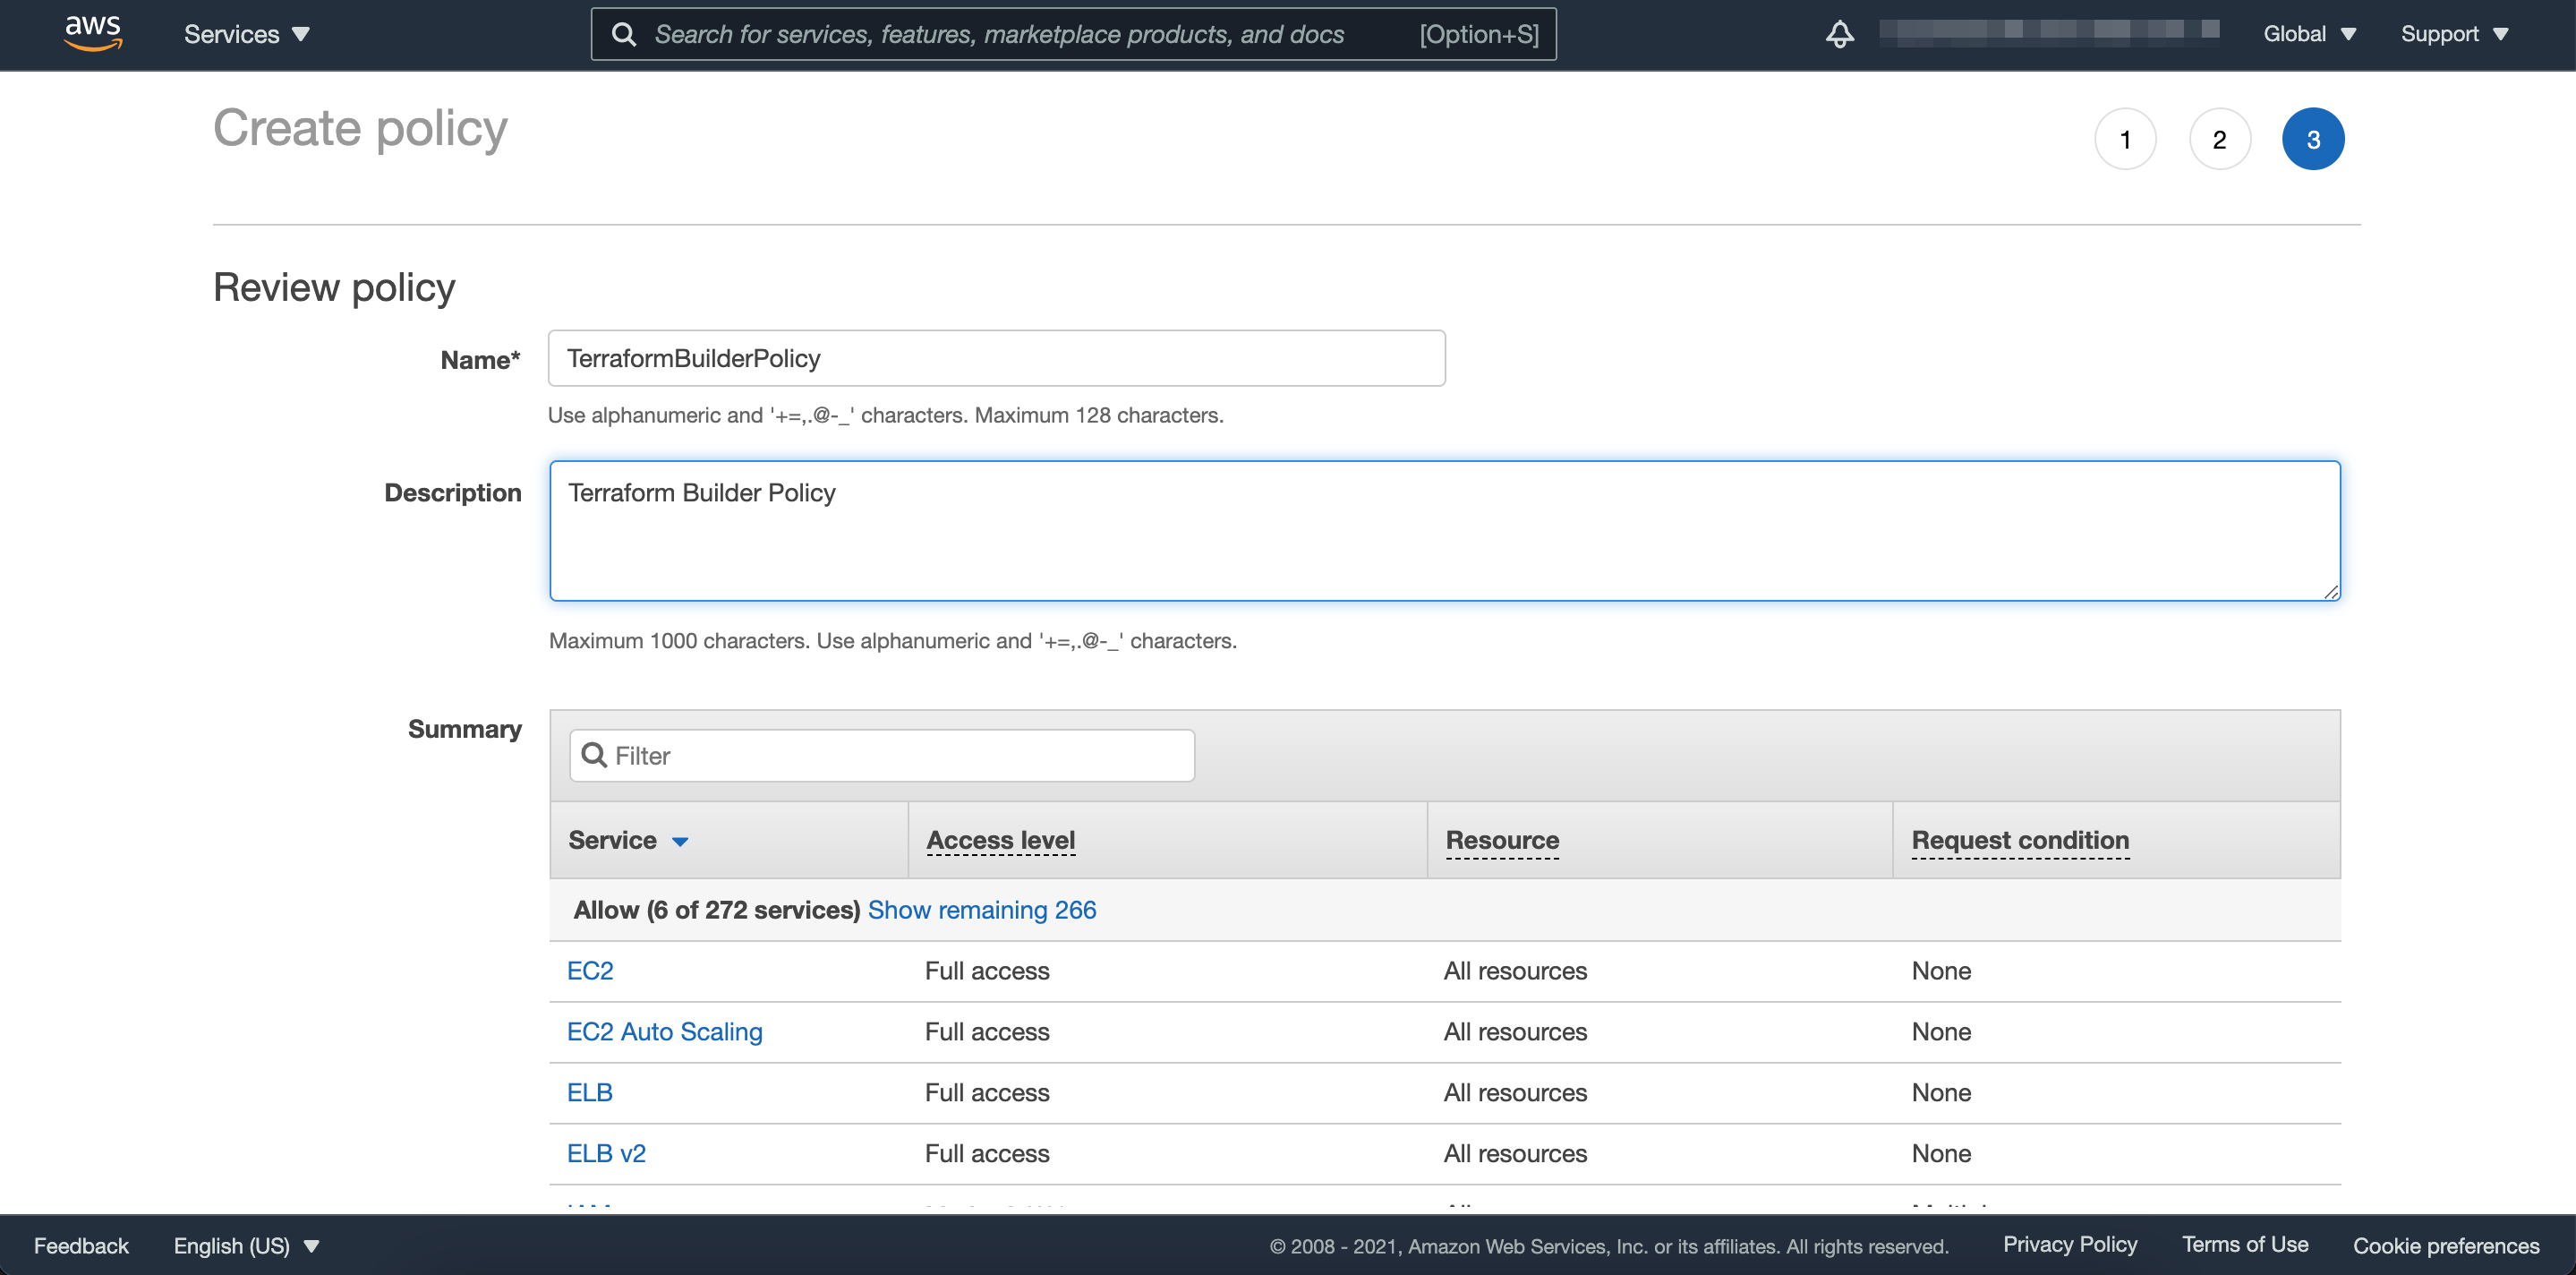 aws Services Search for services, features, marketplace products, and docs [Option+S] Global Support
Create policy 1 2 3
Review policy
Name* TerraformBuilderPolicy
Use alphanumeric and '+=,.@-_' characters. Maximum 128 characters.
Description Terraform Builder Policy
Maximum 1000 characters. Use alphanumeric and '+=,.@-_' characters.
Summary Filter
Service Access level Resource Request condition
Allow (6 of 272 services) Show remaining 266
EC2 Full access All resources None
EC2 Auto Scaling Full access All resources None
ELB Full access All resources None
ELB v2 Full access All resources None
Feedback English (US) © 2008 - 2021, Amazon Web Services, Inc. or its affiliates. All rights reserved. Privacy Policy Terms of Use Cookie preferences